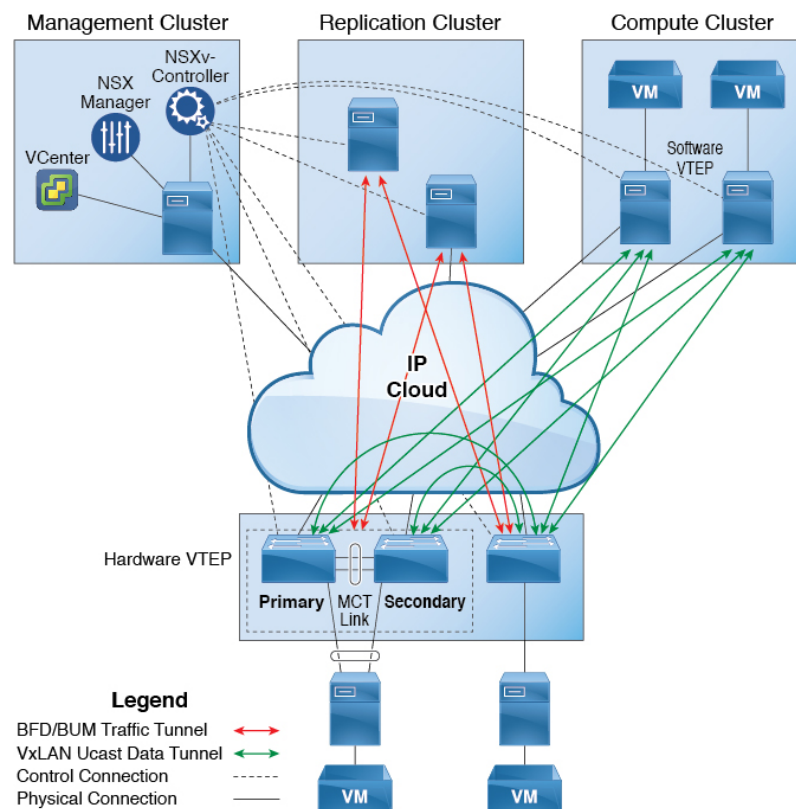 Management Cluster
Replication Cluster
Compute Cluster
NSXv-
Controller
NSX
Manager
VCenter
VM
VM
Software
VTEP
IP
Cloud
Hardware VTEP
Primary
MCT
Link
Secondary
Legend
BFD/BUM Traffic Tunnel
VxLAN Ucast Data Tunnel
Control Connection
Physical Connection
VM
VM